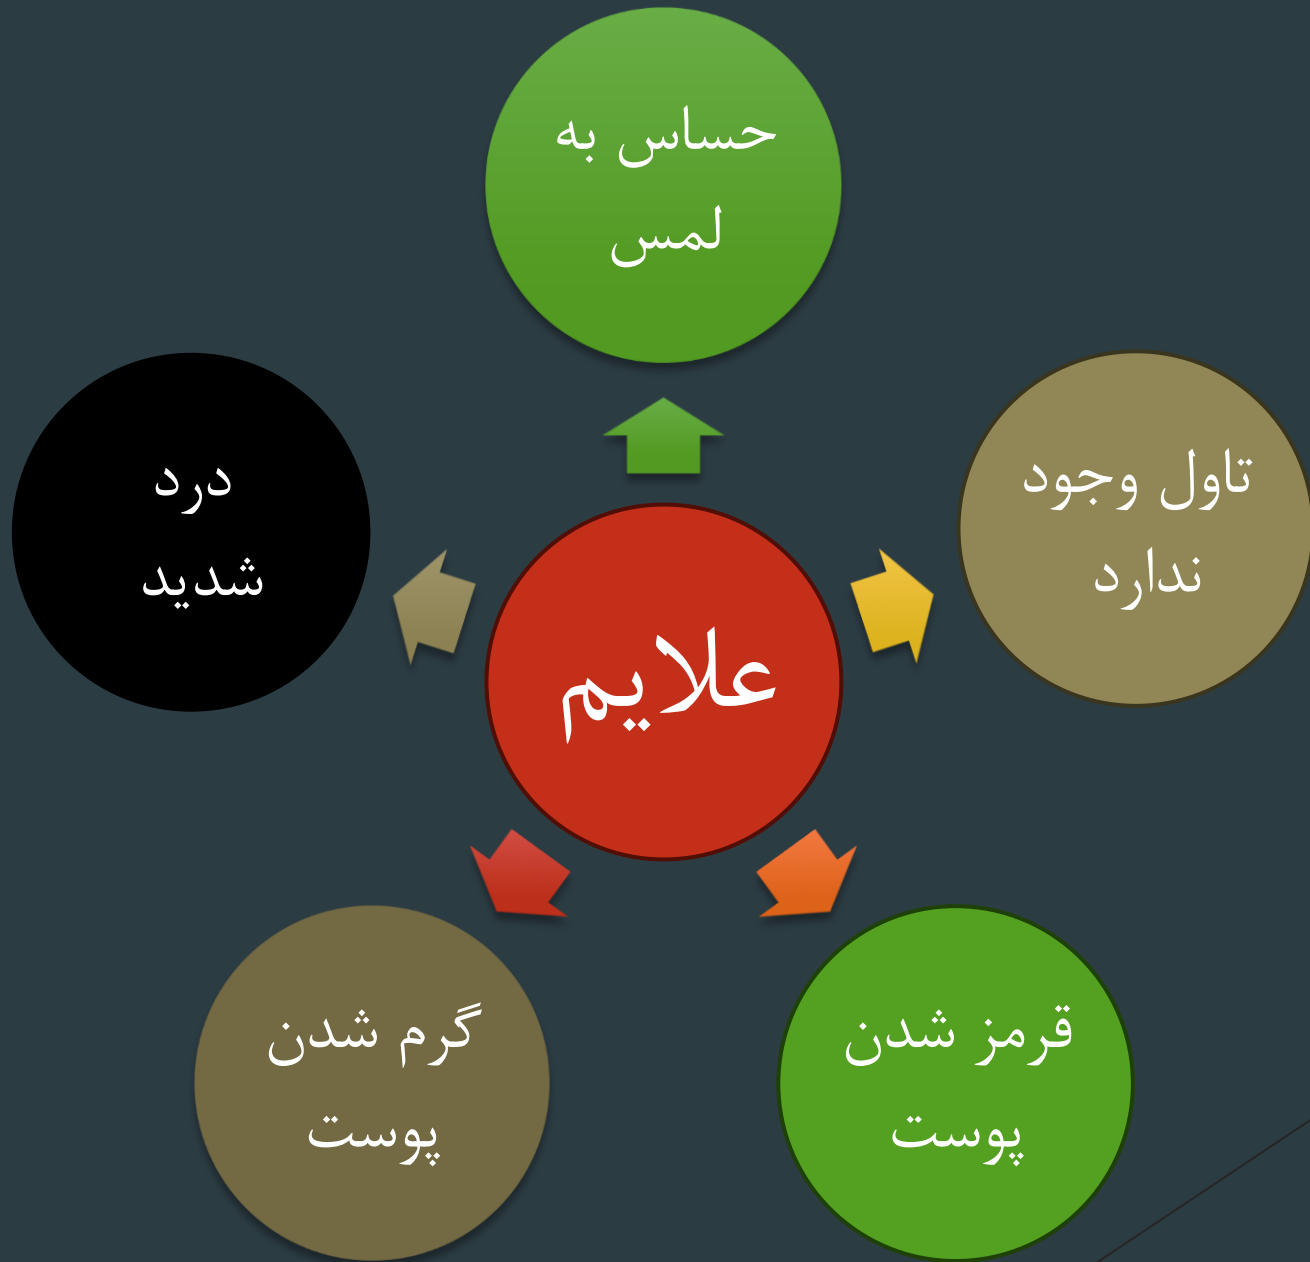 حساس به
لمس
تاول وجود
ندارد
درد
شدید
علایم
قرمز شدن
پوست
گرم شدن
پوست